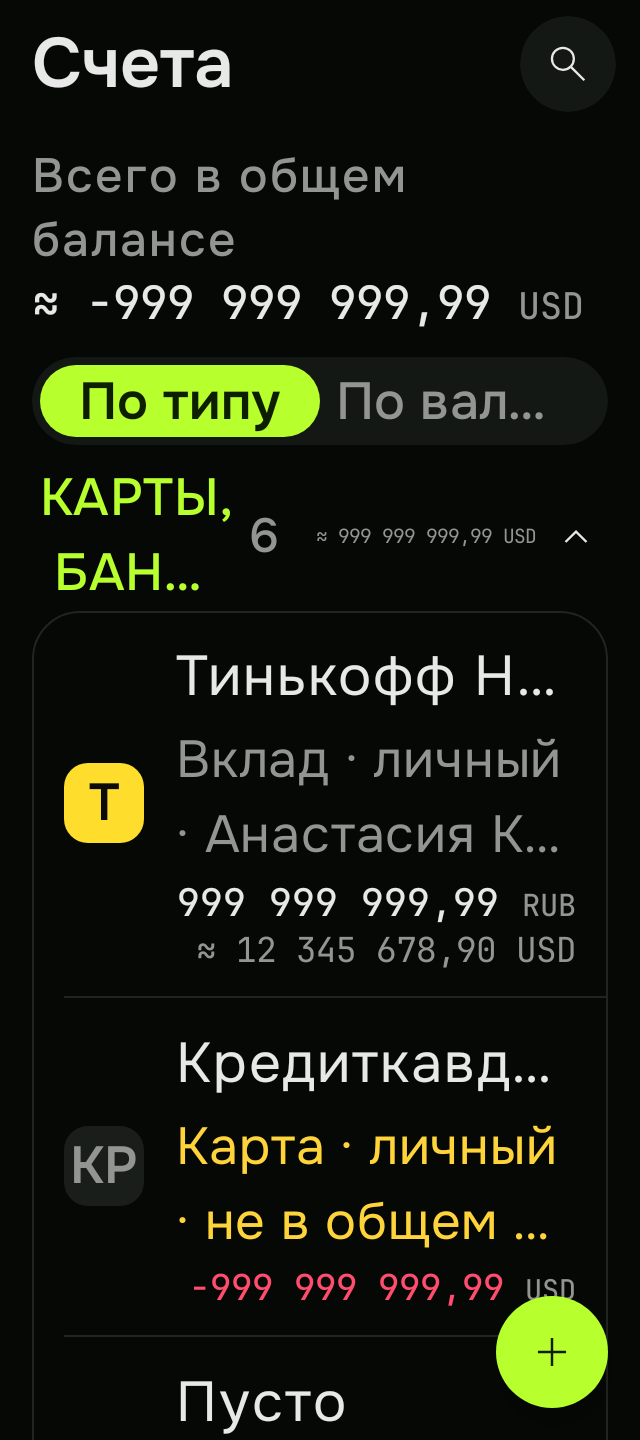 Счета
Всего в общем
балансе
≈ -999 999 999,99 USD
По типу По вал...
КАРТЫ,
БАН...
6 ≈ 999 999 999,99 USD
Тинькофф Н...
T
Вклад · личный
· Анастасия К...
999 999 999,99 RUB
≈ 12 345 678,90 USD
Кредиткавд...
КР
Карта · личный
· не в общем ...
-999 999 999,99 USD
Пусто